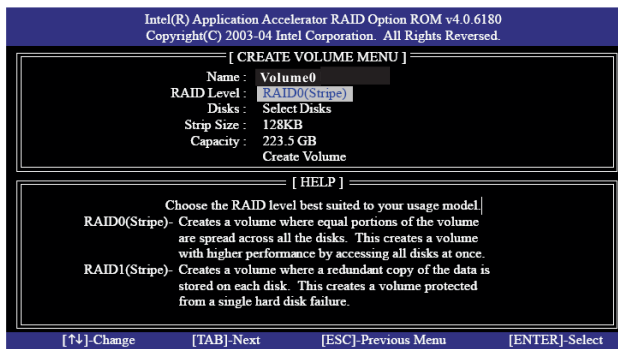 Intel(R) Application Accelerator RAID Option ROM v4.0.6180
Copyright(C) 2003-04 Intel Corporation. All Rights Reserved.
[ CREATE VOLUME MENU ]
Name : Volume0
RAID Level : RAID0(Stripe)
Disks : Select Disks
Strip Size : 128KB
Capacity : 223.5 GB
Create Volume
[ HELP ]
Choose the RAID level best suited to your usage model.
RAID0(Stripe)- Creates a volume where equal portions of the volume
are spread across all the disks. This creates a volume
with higher performance by accessing all disks at once.
RAID1(Stripe)- Creates a volume where a redundant copy of the data is
stored on each disk. This creates a volume protected
from a single hard disk failure.
[↑↓]-Change [TAB]-Next [ESC]-Previous Menu [ENTER]-Select